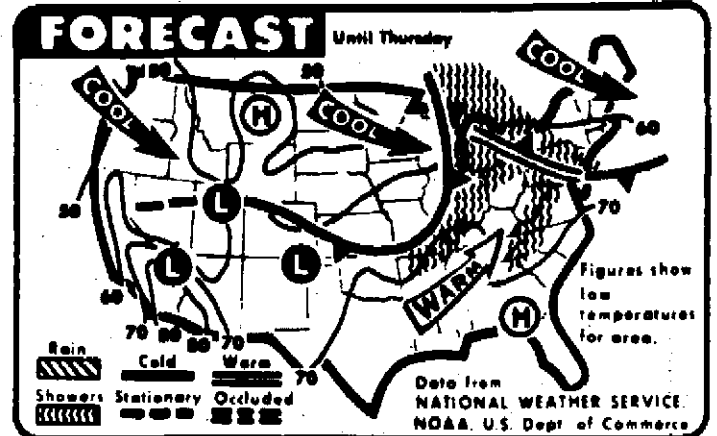 FORECAST Until Thursday
COOL
50
50
COOL
COOL
H
60
50
L
70
L
L
WARM
H
60
70 80 80 70
70
Figures show
low
temperatures
for area.
Rain Cold Warm
Showers Stationary Occluded
Data from
NATIONAL WEATHER SERVICE,
NOAA, U.S. Dept of Commerce